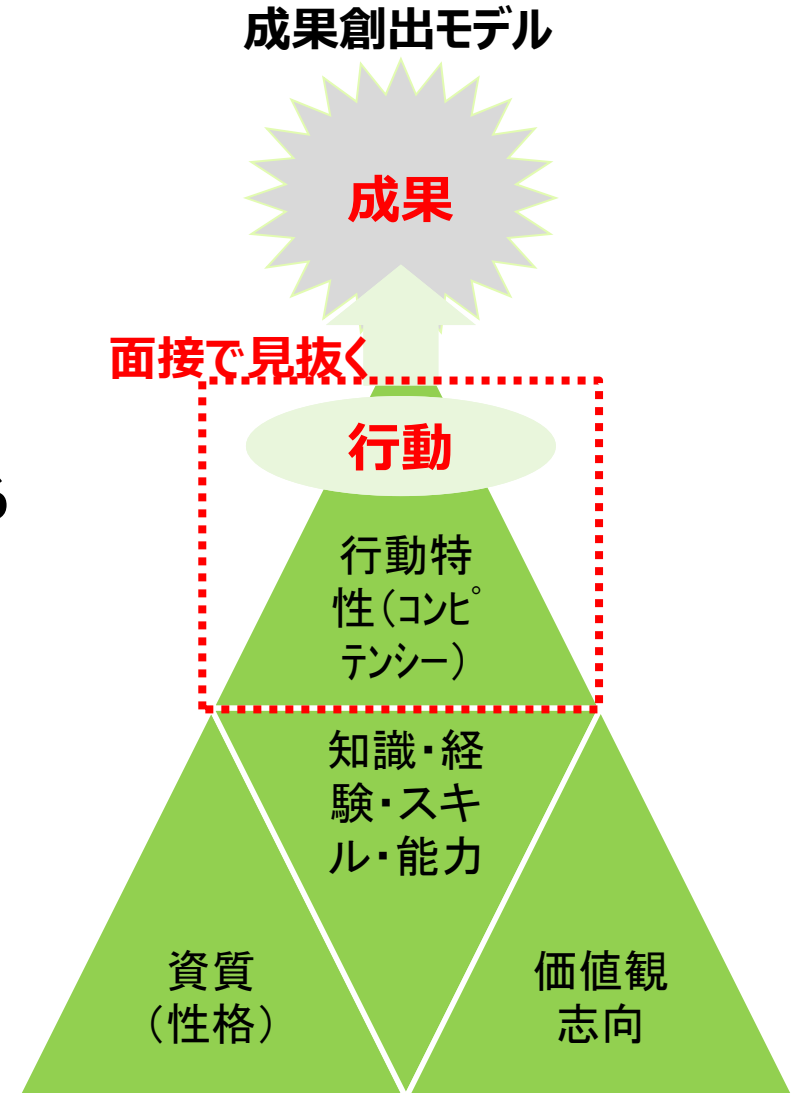 成果創出モデル
成果
面接で見抜く
行動
る
行動特
性（コンピ
テンシー）
知識・経
験・スキ
ル・能力
資質
（性格）
価値観
志向